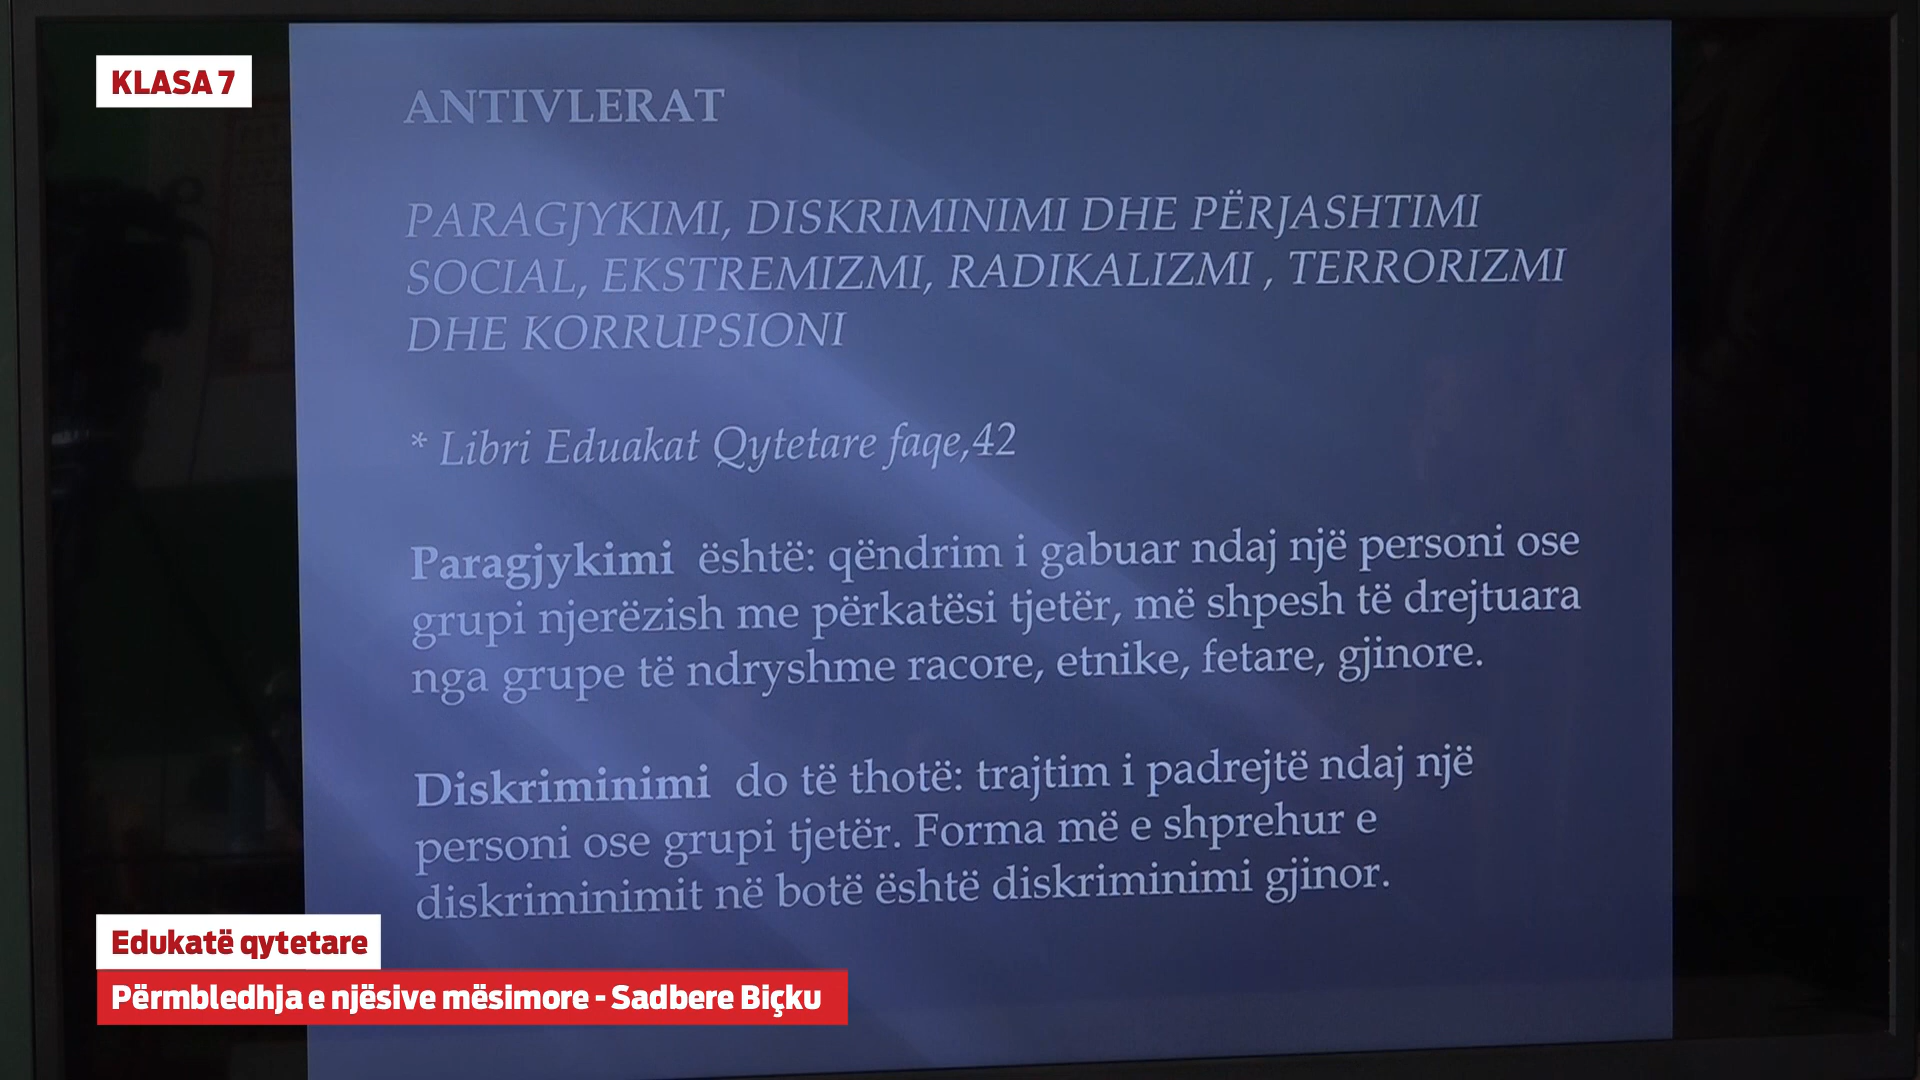 KLASA 7
ANTIVLERAT
PARAGJYKIMI, DISKRIMINIMI DHE PËRJASHTIMI
SOCIAL, EKSTREMIZMI, RADIKALIZMI , TERRORIZMI
DHE KORRUPSIONI
* Libri Eduakat Qytetare faqe,42
Paragjykimi është: qëndrim i gabuar ndaj një personi ose
grupi njerëzish me përkatësi tjetër, më shpesh të drejtuara
nga grupe të ndryshme racore, etnike, fetare, gjinore.
Diskriminimi do të thotë: trajtim i padrejtë ndaj një
personi ose grupi tjetër. Forma më e shprehur e
diskriminimit në botë është diskriminimi gjinor.
Edukatë qytetare
Përmbledhja e njësive mësimore - Sadbere Biçku